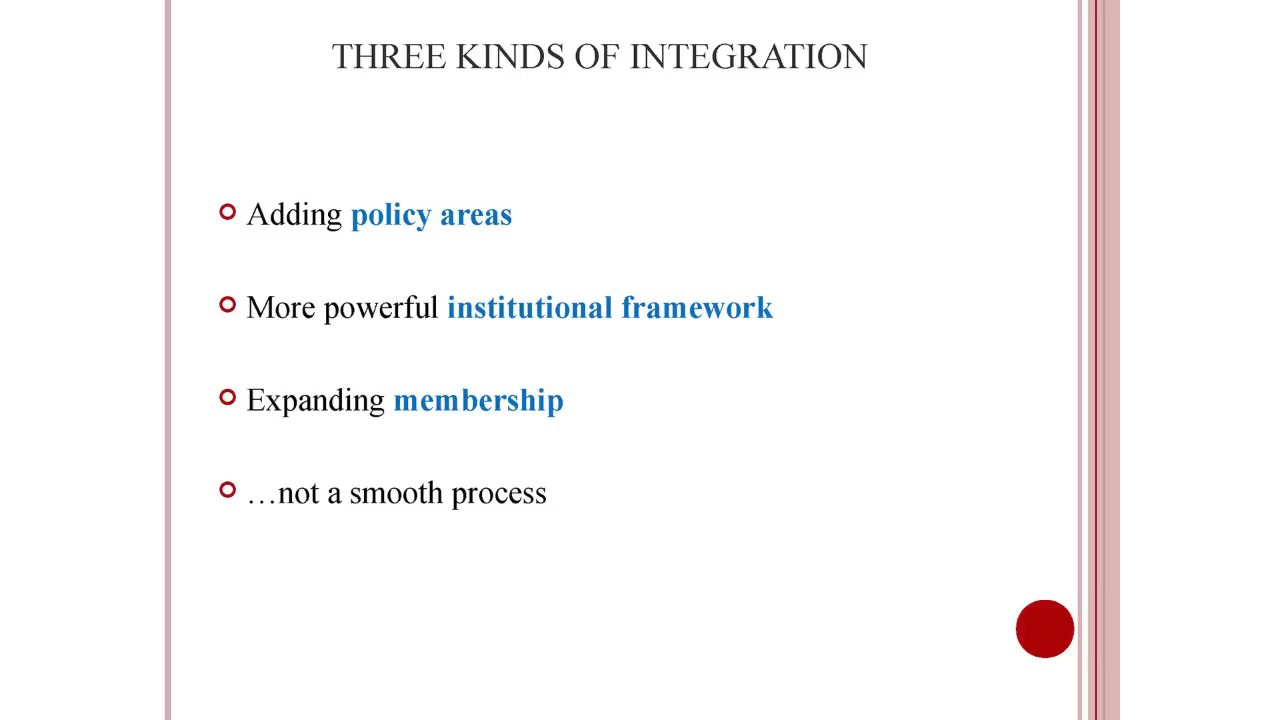 THREE KINDS OF INTEGRATION
Adding policy areas
More powerful institutional framework
Expanding membership
…not a smooth process